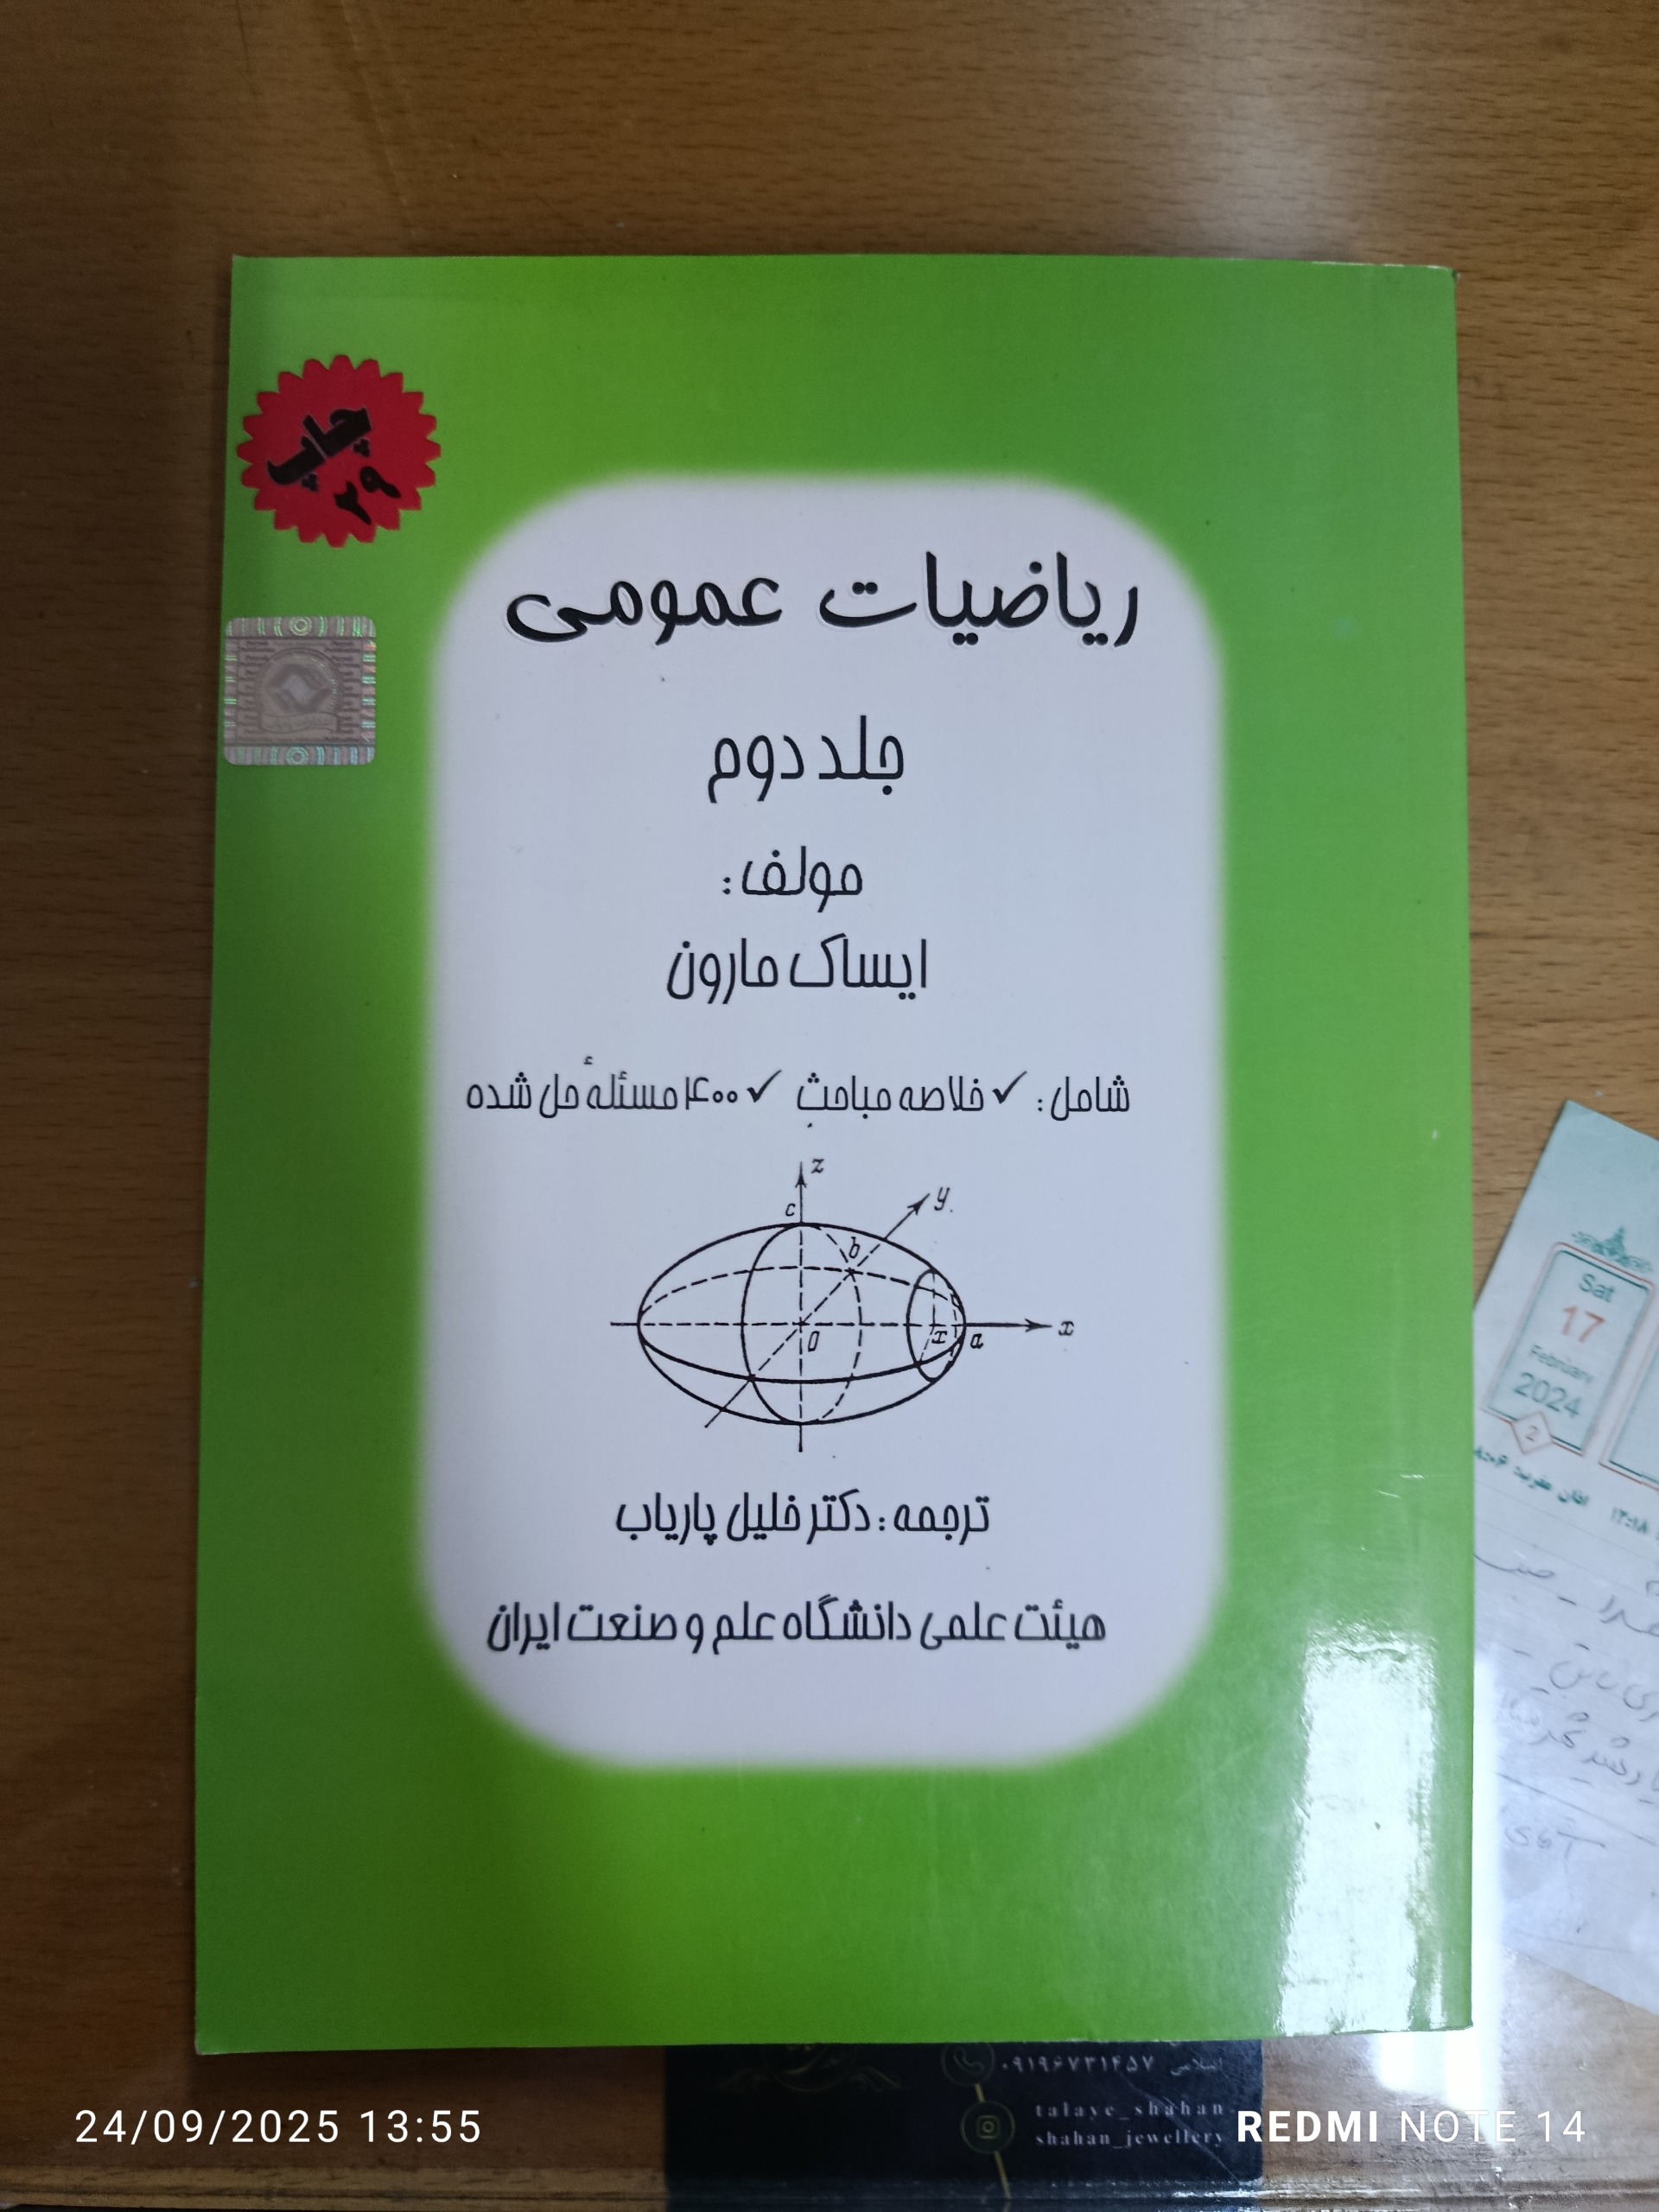 چاپ
۲۹
ریاضیات عمومی
جلد دوم
مولف:
ایساک مارون
شامل: ✓ خلاصه مباحث ✓ ۴۰۰ مسئلهٔ حل شده
z
y
c
b
o
x
a
x
ترجمه: دکتر خلیل پاریاب
هیئت علمی دانشگاه علم و صنعت ایران
Sat
17
February
2024
2
اسلامی ۰۹۱۹۶۷۳۱۴۵۷
talaye_shahan
shahan_jewellery
24/09/2025 13:55
REDMI NOTE 14